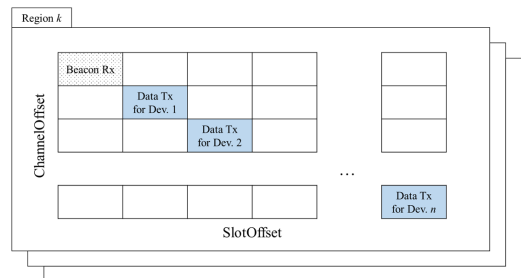 Region k
Beacon Rx
Data Tx
for Dev. 1
Data Tx
for Dev. 2
ChannelOffset
...
Data Tx
for Dev. n
SlotOffset